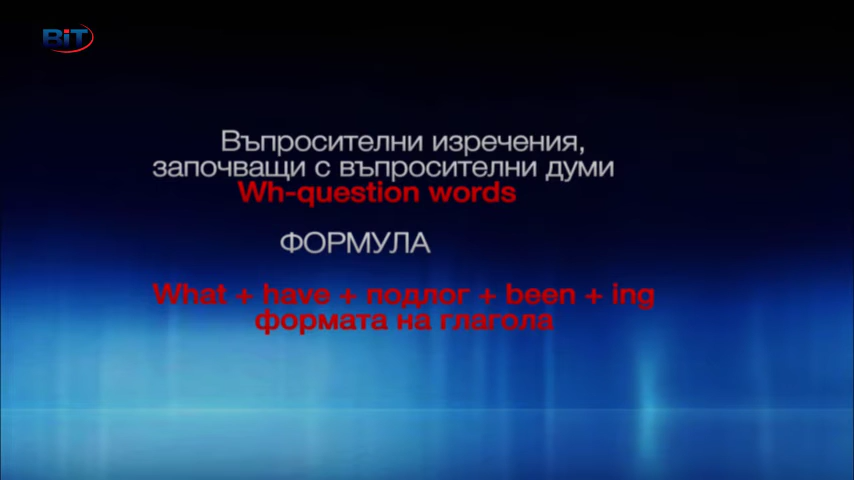 BiT
Въпросителни изречения,
започващи с въпросителни думи
Wh-question words
ФОРМУЛА
What + have + подлог + been + ing
формата на глагола